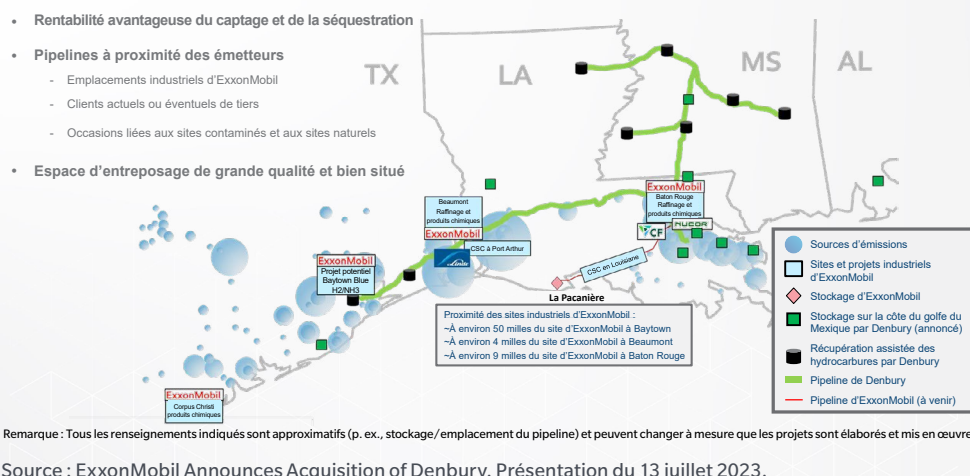 • Rentabilité avantageuse du captage et de la séquestration
• Pipelines à proximité des émetteurs
- Emplacements industriels d'ExxonMobil
- Clients actuels ou éventuels de tiers
- Occasions liées aux sites contaminés et aux sites naturels
• Espace d'entreposage de grande qualité et bien situé
TX
LA
MS
AL
ExxonMobil
Baton Rouge
Raffinage et
produits chimiques
Beaumont
Raffinage et
produits chimiques
ExxonMobil
CSC à Port Arthur
Linde
CF
NUCOR
CSC en Louisiane
ExxonMobil
Projet potentiel
Baytown Blue
H2/NH3
La Pacanière
Proximité des sites industriels d'ExxonMobil :
~À environ 50 milles du site d'ExxonMobil à Baytown
~À environ 4 milles du site d'ExxonMobil à Beaumont
~À environ 9 milles du site d'ExxonMobil à Baton Rouge
ExxonMobil
Corpus Christi
produits chimiques
Sources d'émissions
Sites et projets industriels
d'ExxonMobil
Stockage d'ExxonMobil
Stockage sur la côte du golfe du
Mexique par Denbury (annoncé)
Récupération assistée des
hydrocarbures par Denbury
Pipeline de Denbury
Pipeline d'ExxonMobil (à venir)
Remarque : Tous les renseignements indiqués sont approximatifs (p. ex., stockage/emplacement du pipeline) et peuvent changer à mesure que les projets sont élaborés et mis en œuvre
Source : ExxonMobil Announces Acquisition of Denbury. Présentation du 13 juillet 2023.